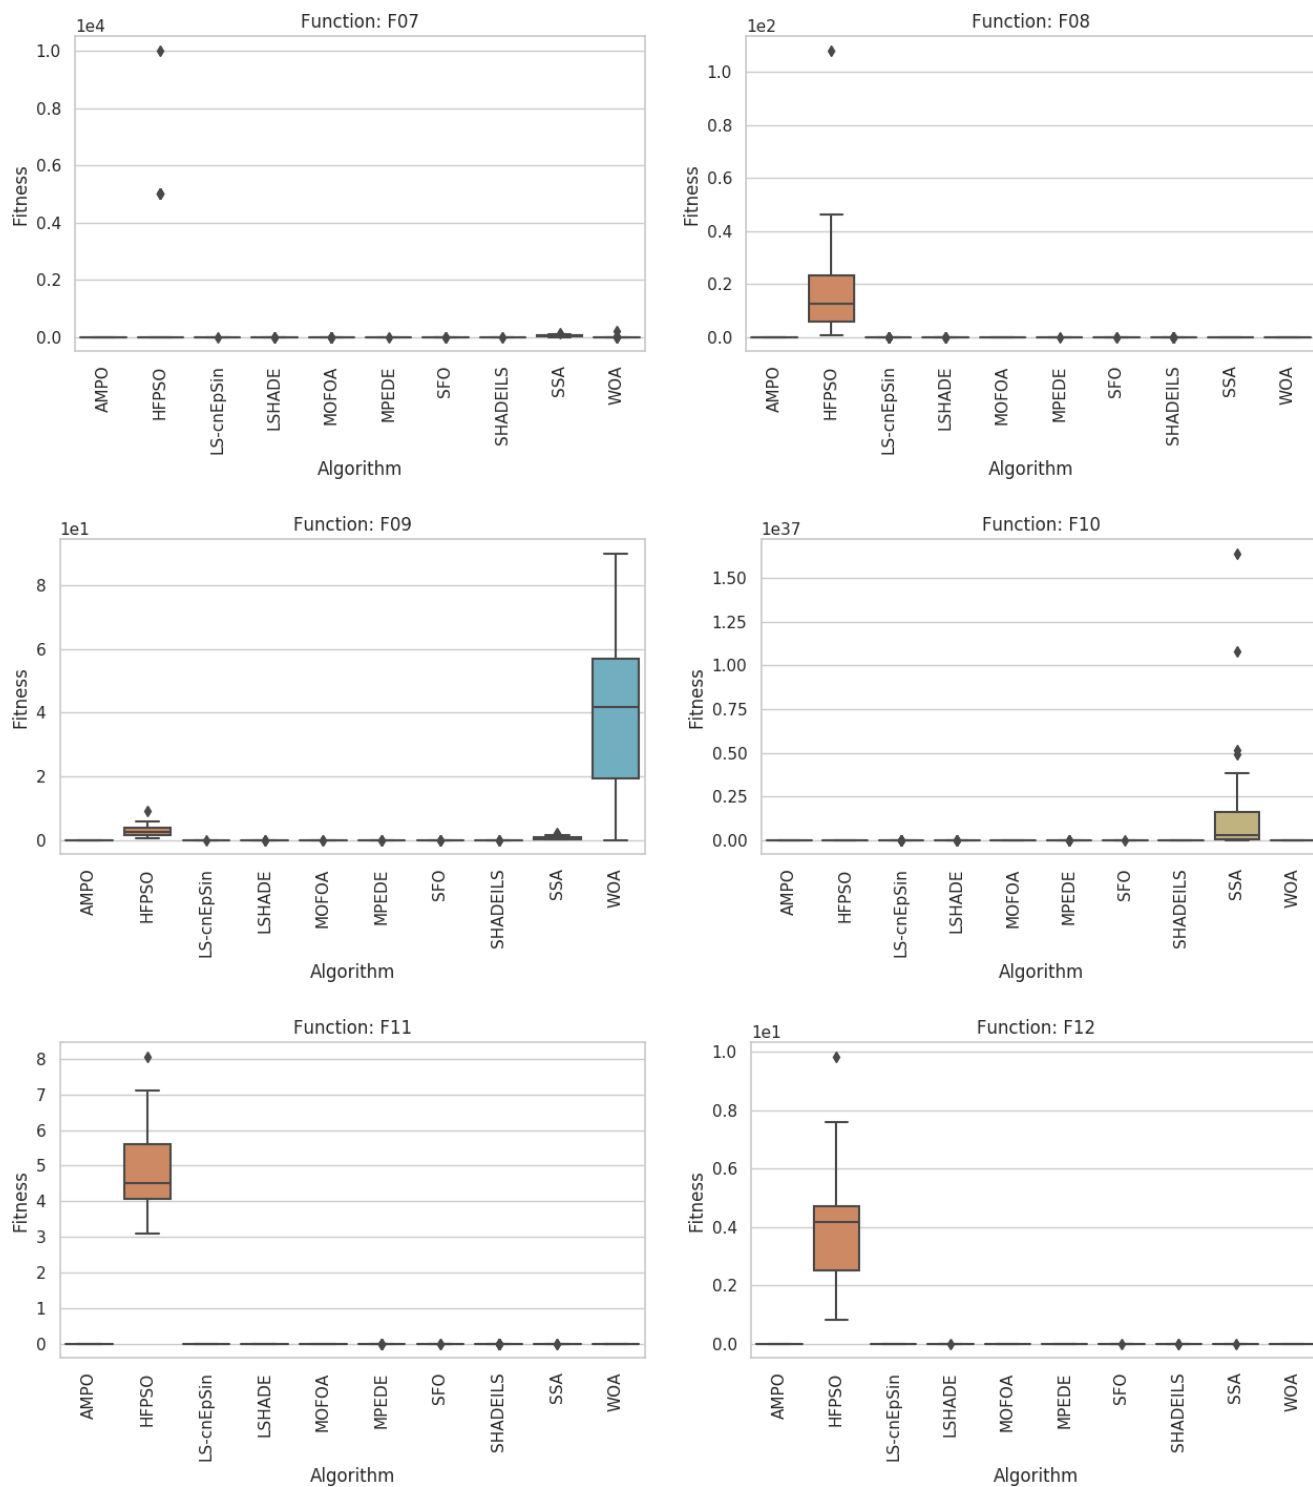 Function: F07
1e4
1.0
0.8
0.6
0.4
0.2
0.0
Fitness
AMPO
HFPSO
LS-cnEpSin
LSHADE
MOFOA
MPEDE
SFO
SHADEILS
SSA
WOA
Algorithm
Function: F08
1e2
1.0
0.8
0.6
0.4
0.2
0.0
Fitness
AMPO
HFPSO
LS-cnEpSin
LSHADE
MOFOA
MPEDE
SFO
SHADEILS
SSA
WOA
Algorithm
Function: F09
1e1
8
6
4
2
0
Fitness
AMPO
HFPSO
LS-cnEpSin
LSHADE
MOFOA
MPEDE
SFO
SHADEILS
SSA
WOA
Algorithm
Function: F10
1e37
1.50
1.25
1.00
0.75
0.50
0.25
0.00
Fitness
AMPO
HFPSO
LS-cnEpSin
LSHADE
MOFOA
MPEDE
SFO
SHADEILS
SSA
WOA
Algorithm
Function: F11
8
7
6
5
4
3
2
1
0
Fitness
AMPO
HFPSO
LS-cnEpSin
LSHADE
MOFOA
MPEDE
SFO
SHADEILS
SSA
WOA
Algorithm
Function: F12
1e1
1.0
0.8
0.6
0.4
0.2
0.0
Fitness
AMPO
HFPSO
LS-cnEpSin
LSHADE
MOFOA
MPEDE
SFO
SHADEILS
SSA
WOA
Algorithm